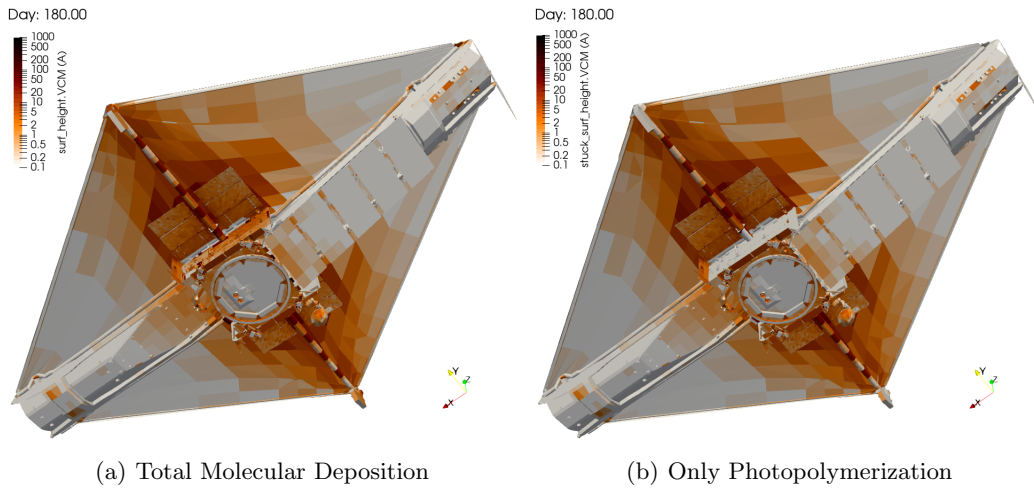 Day: 180.00
1000
500
200
100
50
20
10
5
2
1
0.5
0.2
0.1
surf_height.VCM (A)
Y
Z
X
Day: 180.00
1000
500
200
100
50
20
10
5
2
1
0.5
0.2
0.1
stuck_surf_height.VCM (A)
Y
Z
X
(a) Total Molecular Deposition
(b) Only Photopolymerization